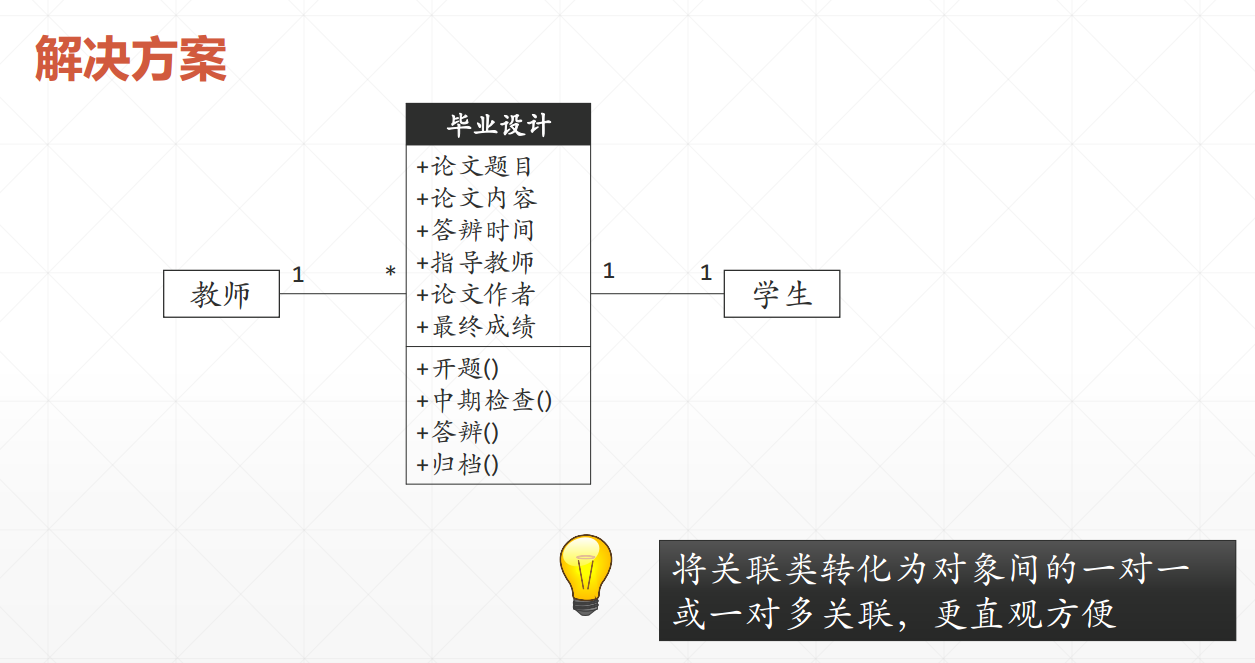 解决方案
毕业设计
+论文题目
+论文内容
+答辨时间
+指导教师
+论文作者
+最终成绩
+开题()
+中期检查()
+答辨()
+归档()
教师
1
*
1
1
学生
将关联类转化为对象间的一对一
或一对多关联，更直观方便